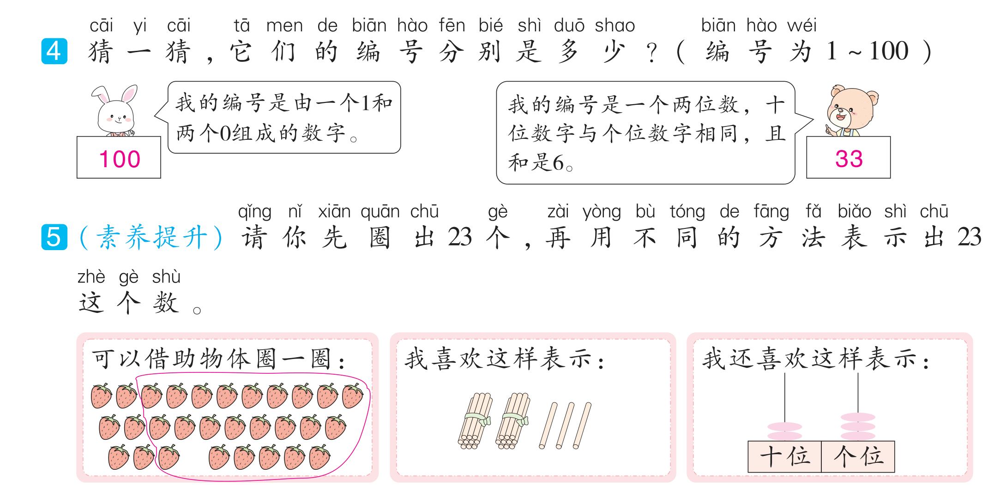 cāi yi cāi tā men de biān hào fēn bié shì duō shao biān hào wéi
4 猜一猜，它们的编号分别是多少？（编号为1~100）
我的编号是由一个1和
两个0组成的数字。
100
我的编号是一个两位数，十
位数字与个位数字相同，且
和是6。
33
qǐng nǐ xiān quān chū gè zài yòng bù tóng de fāng fǎ biǎo shì chū
5（素养提升）请你先圈出23个，再用不同的方法表示出23
zhè gè shù
这个数。
可以借助物体圈一圈：
我喜欢这样表示：
我还喜欢这样表示：
十位 个位